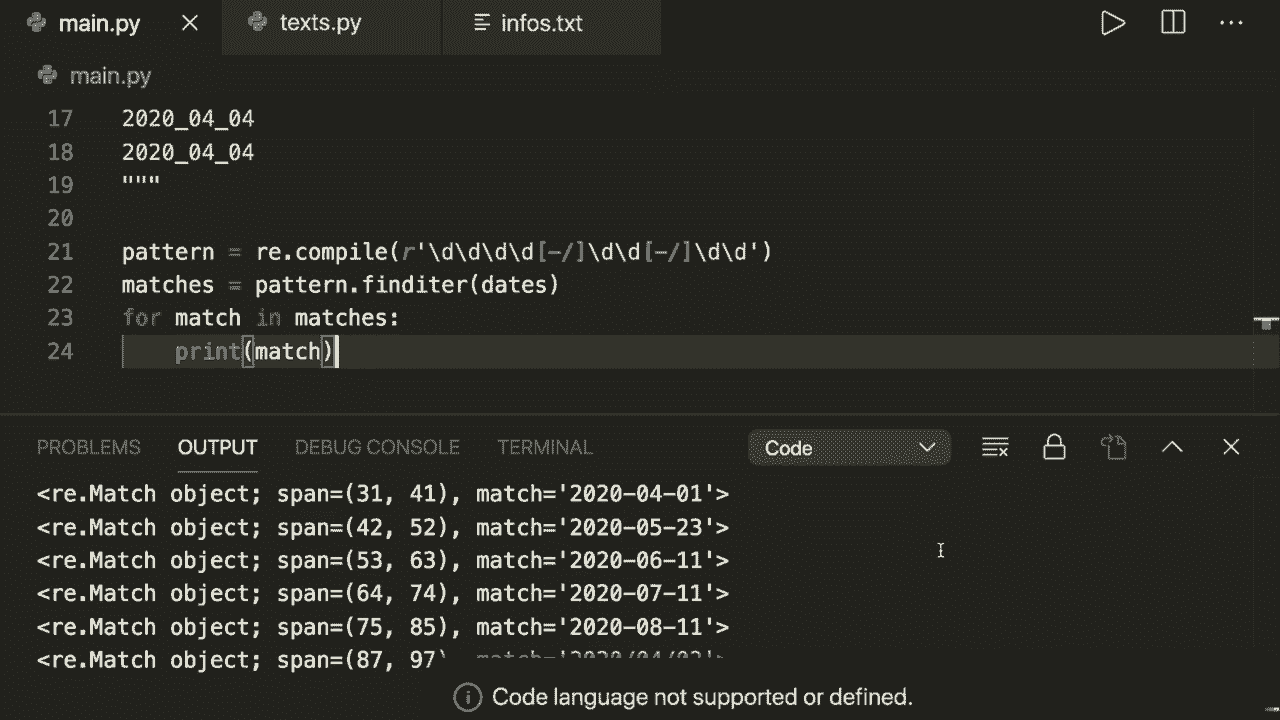 main.py
texts.py
infos.txt
main.py
17 2020_04_04
18 2020_04_04
19 """
20
21 pattern = re.compile(r'\d\d\d\d[-/]\d\d[-/]\d\d')
22 matches = pattern.finditer(dates)
23 for match in matches:
24     print(match)
PROBLEMS OUTPUT DEBUG CONSOLE TERMINAL Code
<re.Match object; span=(31, 41), match='2020-04-01'>
<re.Match object; span=(42, 52), match='2020-05-23'>
<re.Match object; span=(53, 63), match='2020-06-11'>
<re.Match object; span=(64, 74), match='2020-07-11'>
<re.Match object; span=(75, 85), match='2020-08-11'>
<re.Match object; span=(87, 97), match='2020/04/02'>
Code language not supported or defined.